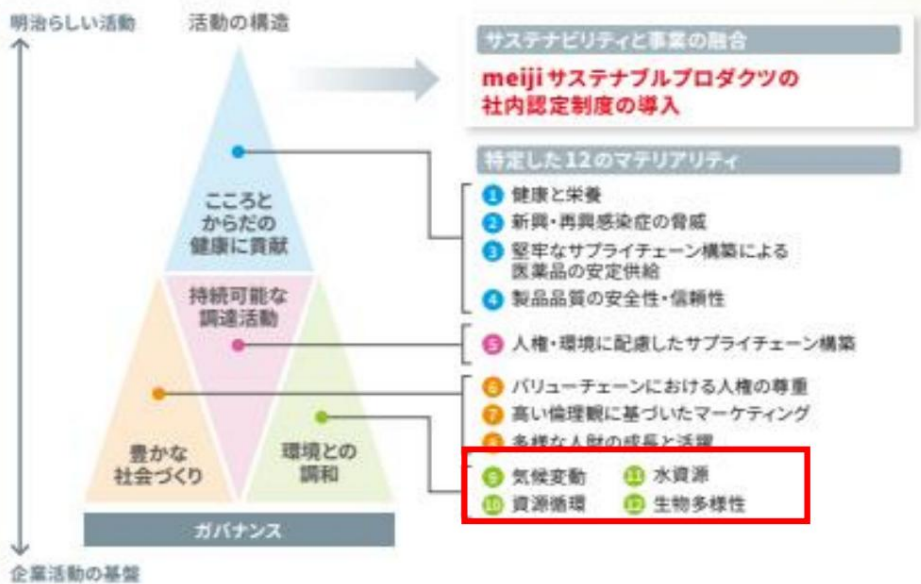 明治らしい活動
活動の構造
こころと
からだの
健康に貢献
持続可能な
調達活動
豊かな
社会づくり
環境との
調和
ガバナンス
企業活動の基盤
サステナビリティと事業の融合
meiji サステナブルプロダクツの
社内認定制度の導入
特定した12のマテリアリティ
1 健康と栄養
2 新興・再興感染症の脅威
3 堅牢なサプライチェーン構築による
医薬品の安定供給
4 製品品質の安全性・信頼性
5 人権・環境に配慮したサプライチェーン構築
6 バリューチェーンにおける人権の尊重
7 高い倫理観に基づいたマーケティング
8 多様な人財の成長と活躍
9 気候変動 11 水資源
10 資源循環 12 生物多様性